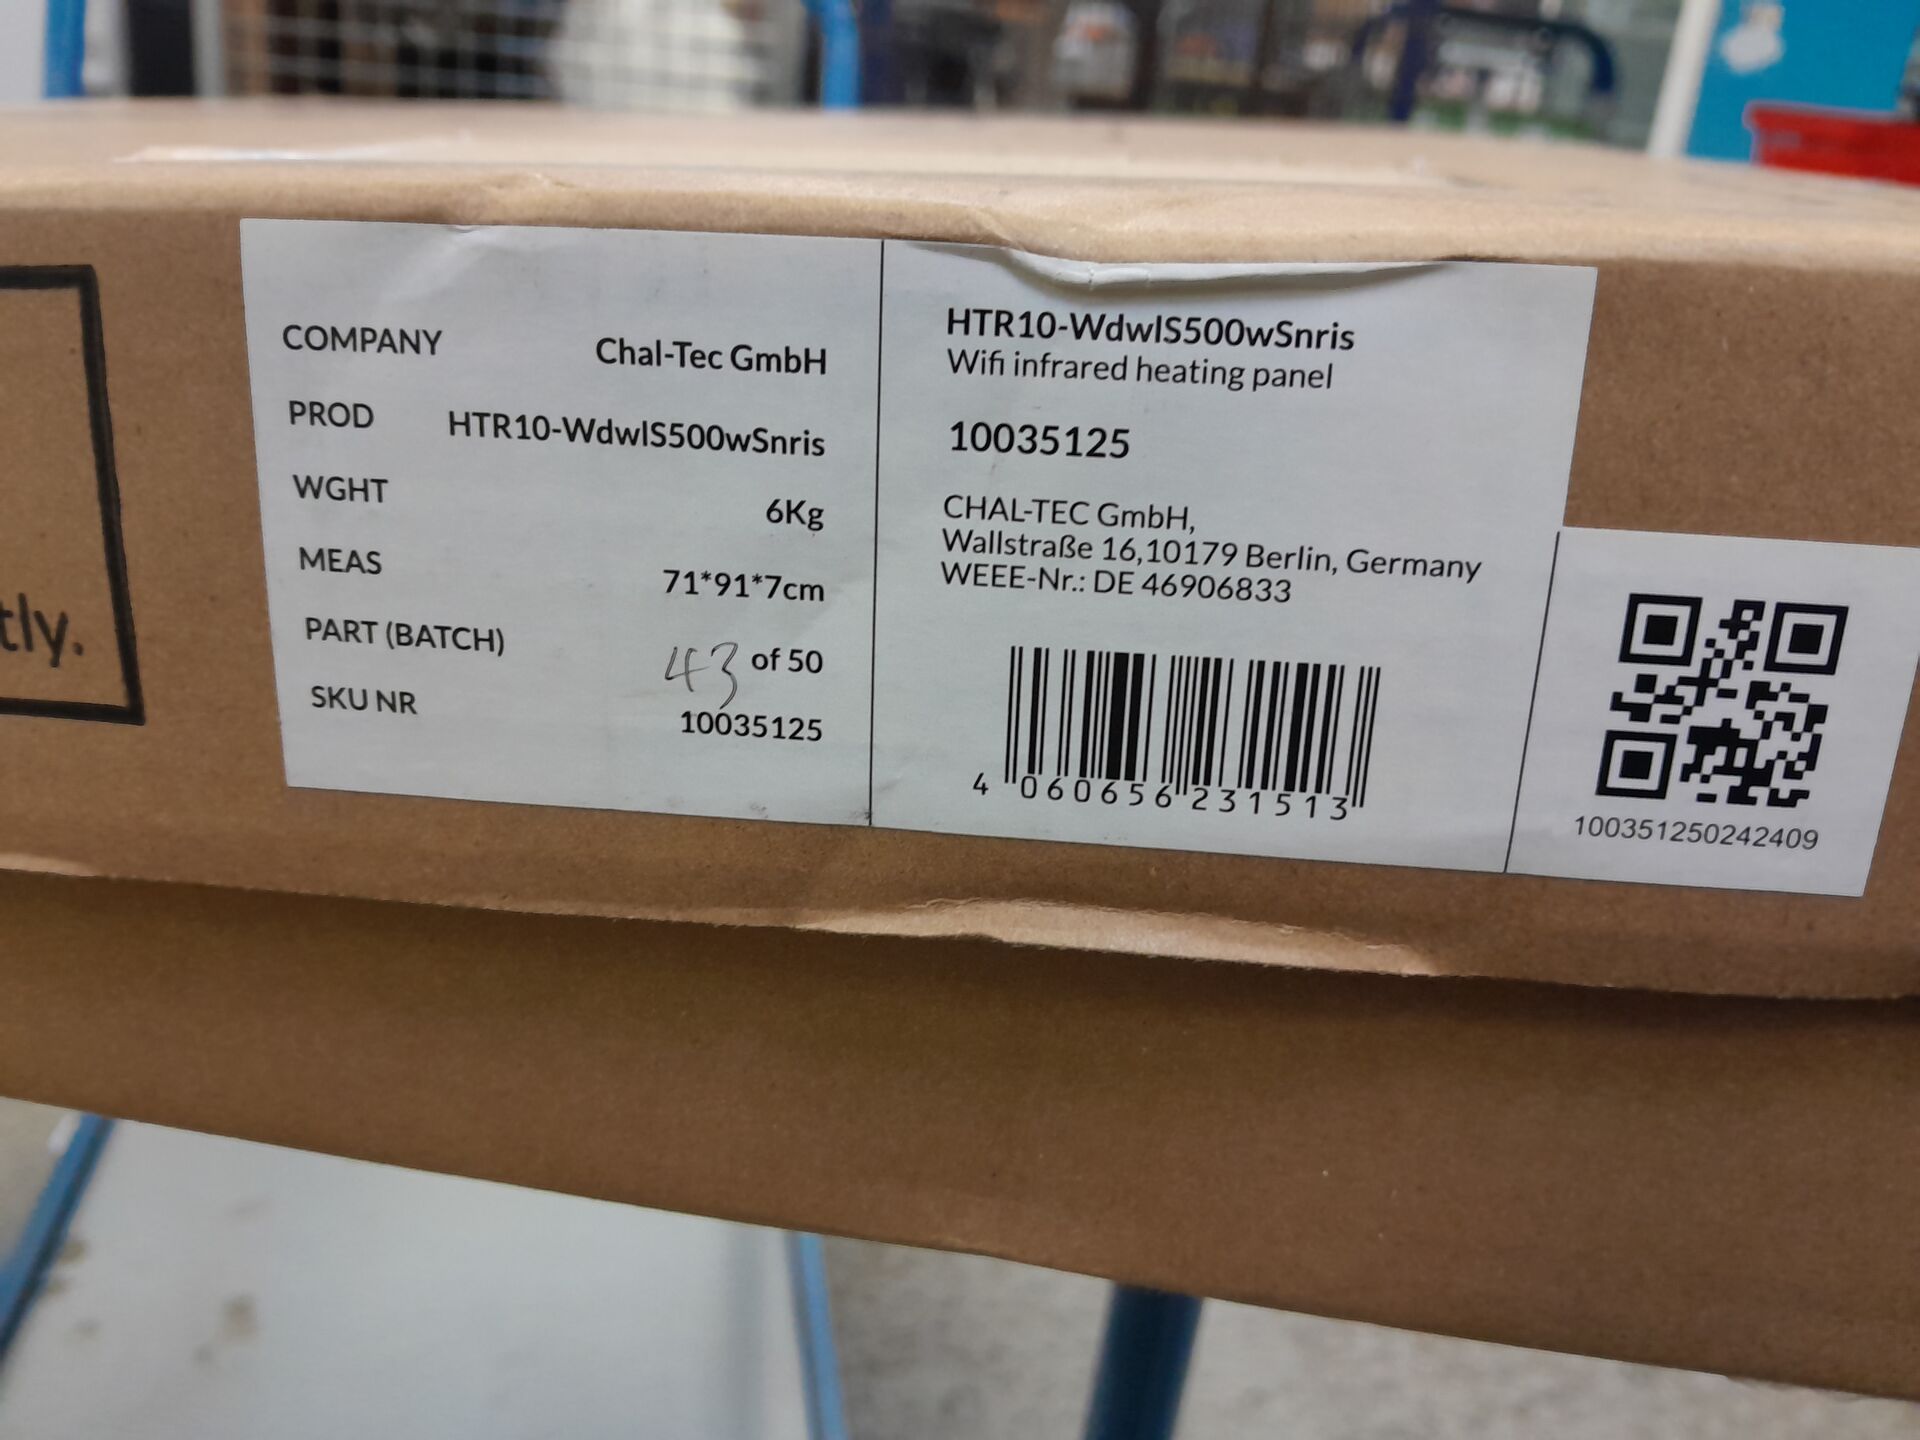 tly.
COMPANY Chal-Tec GmbH
PROD HTR10-WdwlS500wSnris
WGHT 6Kg
MEAS 71*91*7cm
PART (BATCH) 43 of 50
SKU NR 10035125
HTR10-WdwlS500wSnris
Wifi infrared heating panel
10035125
CHAL-TEC GmbH,
Wallstraße 16,10179 Berlin, Germany
WEEE-Nr.: DE 46906833
4 060656 231513
100351250242409